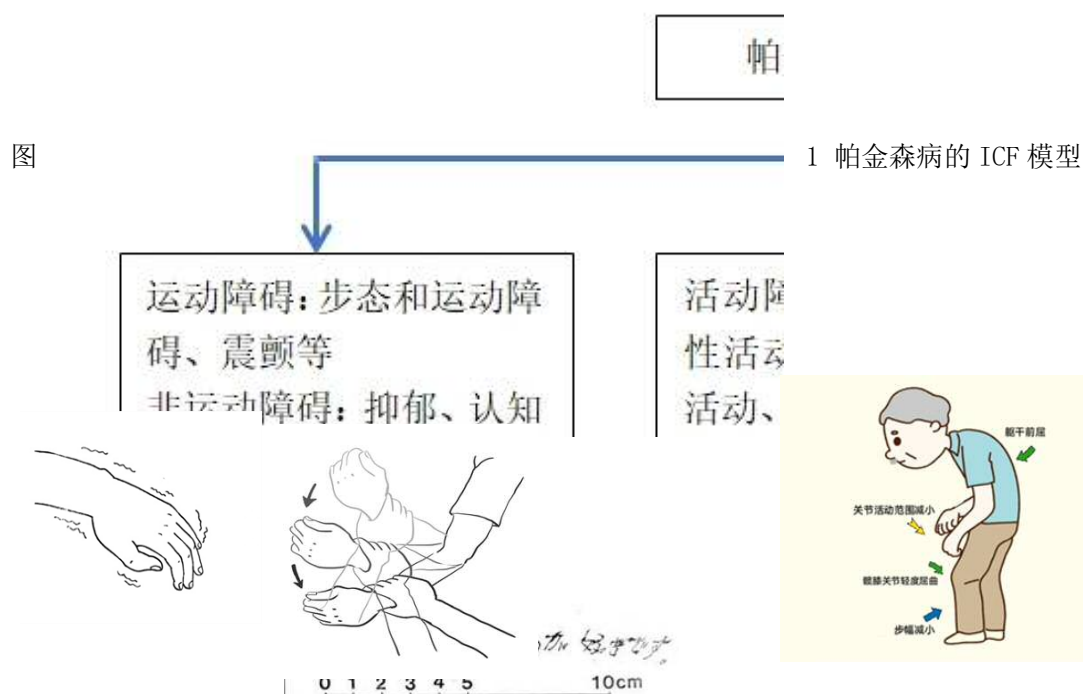 帕
图
1 帕金森病的 ICF 模型
运动障碍：步态和运动障
碍、震颤等
非运动障碍：抑郁、认知
活动障
性活动
活动、
躯干前屈
关节活动范围减小
髋膝关节轻度屈曲
步幅减小
0 1 2 3 4 5 10cm